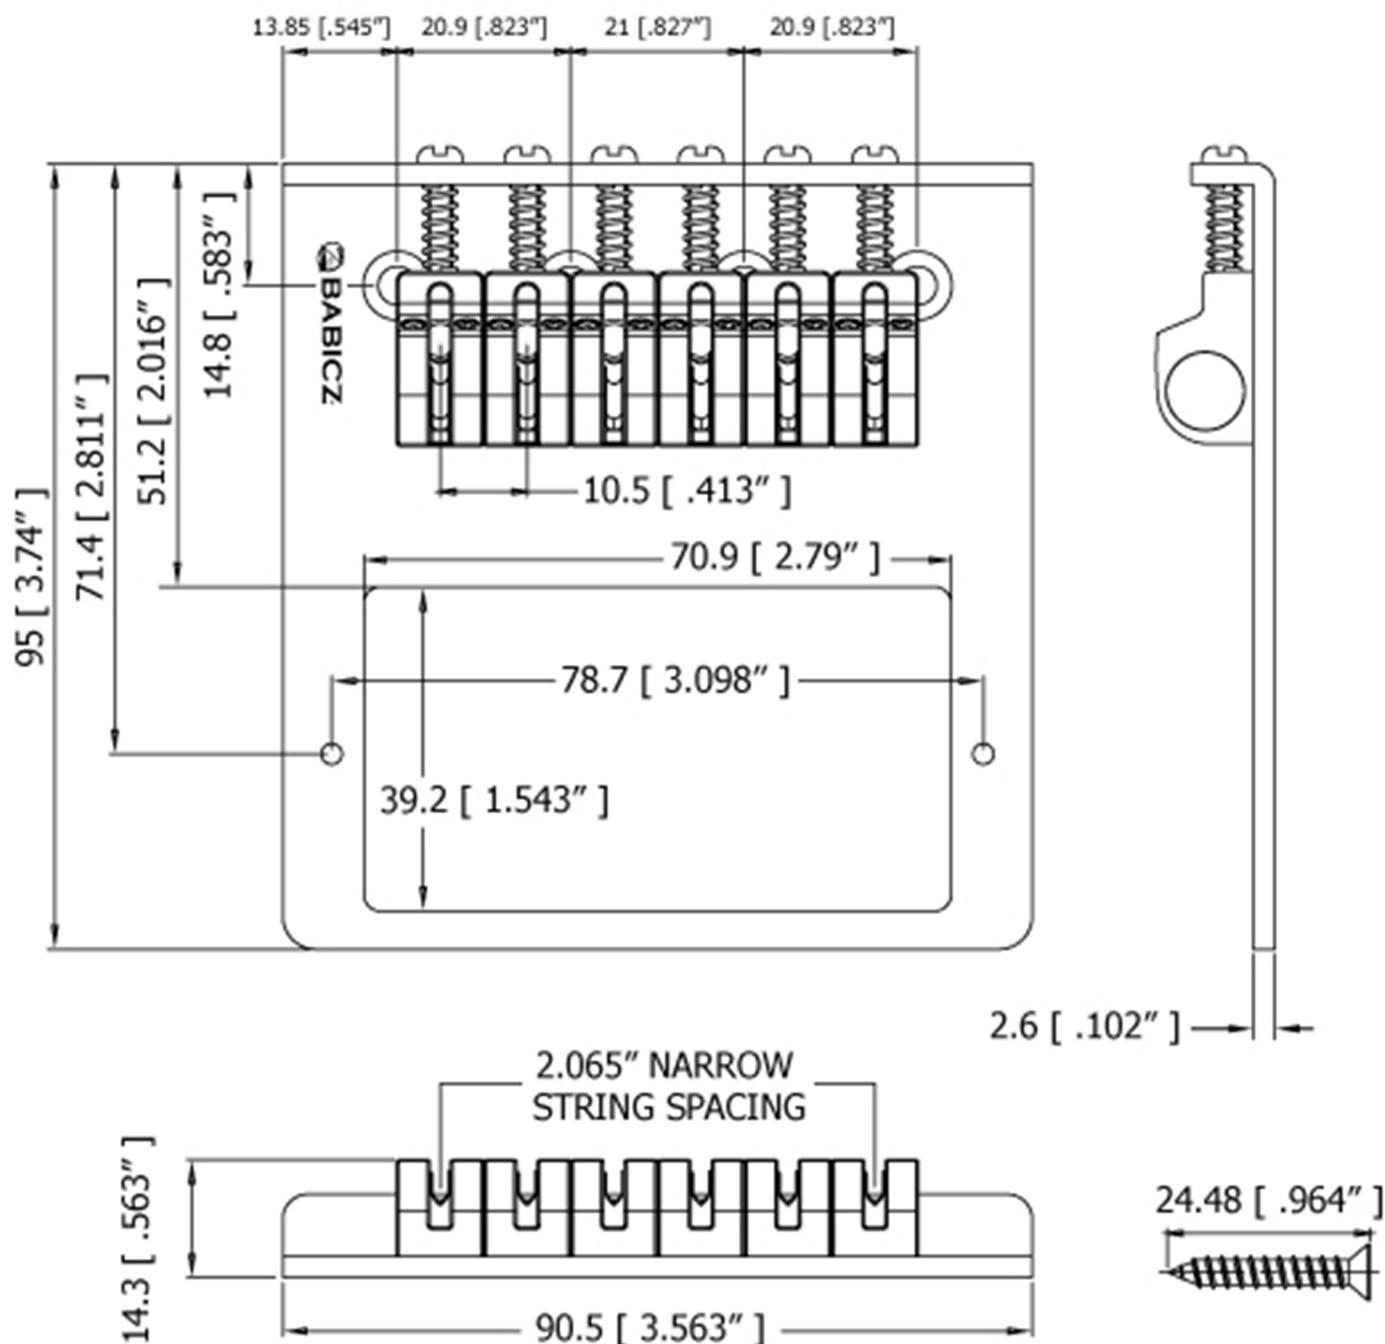 13.85 [.545″] 20.9 [.823″] 21 [.827″] 20.9 [.823″]
14.8 [ .583″ ]
51.2 [ 2.016″ ]
71.4 [ 2.811″ ]
95 [ 3.74″ ]
BABICZ
10.5 [ .413″ ]
70.9 [ 2.79″ ]
78.7 [ 3.098″ ]
39.2 [ 1.543″ ]
2.6 [ .102″ ]
2.065″ NARROW
STRING SPACING
14.3 [ .563″ ]
24.48 [ .964″ ]
90.5 [ 3.563″ ]